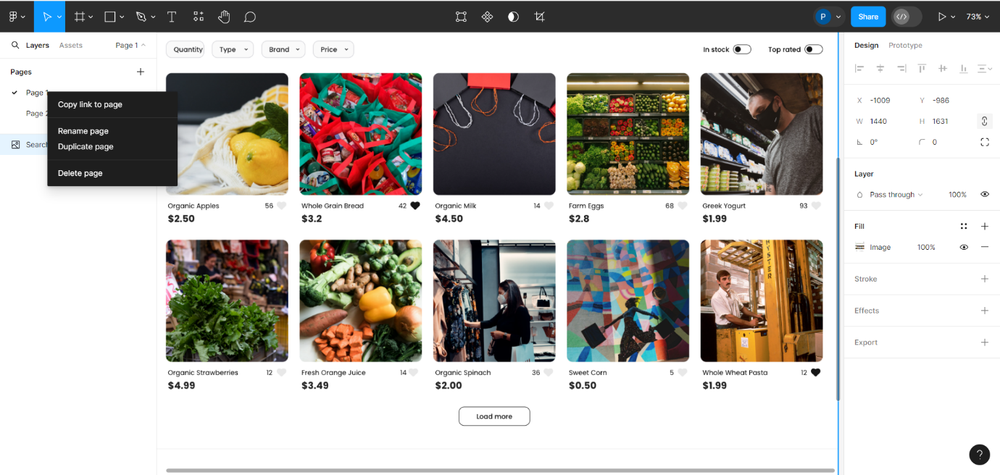 P
Share
73%
Layers
Assets
Page 1
Pages
Page 1
Page 2
Search
Copy link to page
Rename page
Duplicate page
Delete page
Quantity
Type
Brand
Price
In stock
Top rated
Organic Apples 56
$2.50
Whole Grain Bread 42
$3.2
Organic Milk 14
$4.50
Farm Eggs 68
$2.8
Greek Yogurt 93
$1.99
Organic Strawberries 12
$4.99
Fresh Orange Juice 14
$3.49
Organic Spinach 36
$2.00
Sweet Corn 5
$0.50
Whole Wheat Pasta 12
$1.99
HYSTER
Load more
Design
Prototype
X -1009 Y -986
W 1440 H 1631
0° 0
Layer
Pass through 100%
Fill
Image 100%
Stroke
Effects
Export
?